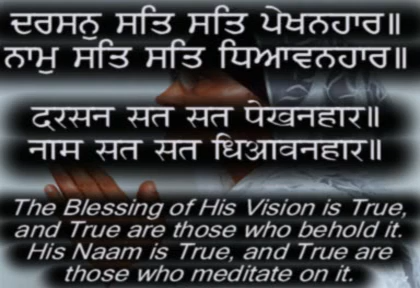 ਦਰਸਨੁ ਸਤਿ ਸਤਿ ਪੇਖਨਹਾਰ॥
ਨਾਮੁ ਸਤਿ ਸਤਿ ਧਿਆਵਨਹਾਰ॥
दरसन सत सत पेखनहार॥
नाम सत सत धिआवनहार॥
The Blessing of His Vision is True,
and True are those who behold it.
His Naam is True, and True are
those who meditate on it.